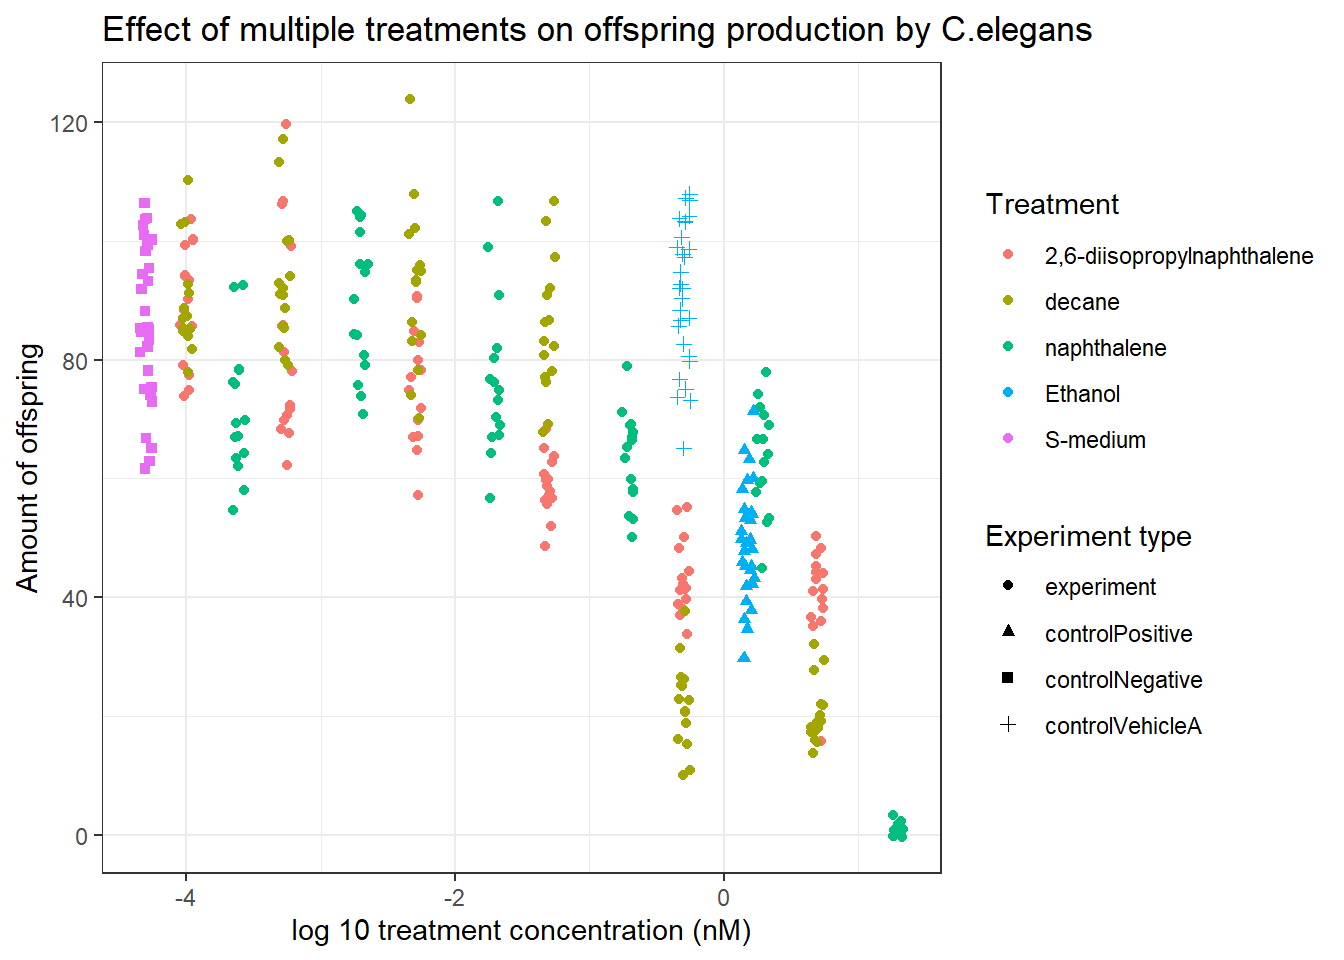 Effect of multiple treatments on offspring production by C.elegans
Amount of offspring
120
80
40
0
-4
-2
0
log 10 treatment concentration (nM)
Treatment
2,6-diisopropylnaphthalene
decane
naphthalene
Ethanol
S-medium
Experiment type
experiment
controlPositive
controlNegative
controlVehicleA